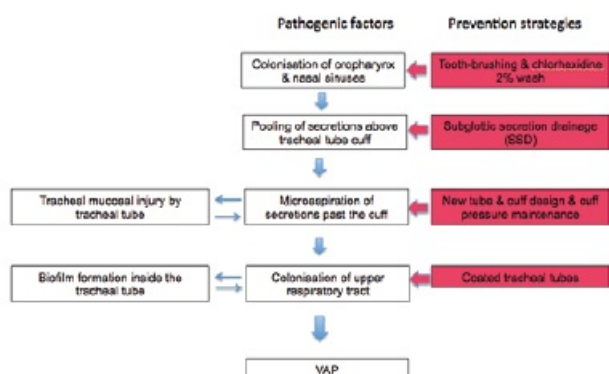 Pathogenic factors
Prevention strategies
Colonisation of oropharynx
& nasal sinuses
Tooth-brushing & chlorhexidine
2% wash
Pooling of secretions above
tracheal tube cuff
Subglottic secretion drainage
(SSD)
Tracheal mucosal injury by
tracheal tube
Microaspiration of
secretions past the cuff
New tube & cuff design & cuff
pressure maintenance
Biofilm formation inside the
tracheal tube
Colonisation of upper
respiratory tract
Coated tracheal tubes
VAP